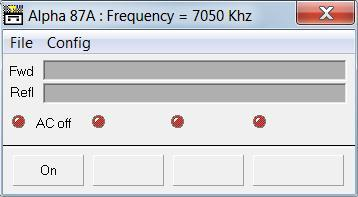 Alpha 87A : Frequency = 7050 Khz
File Config
Fwd
Refl
AC off
On